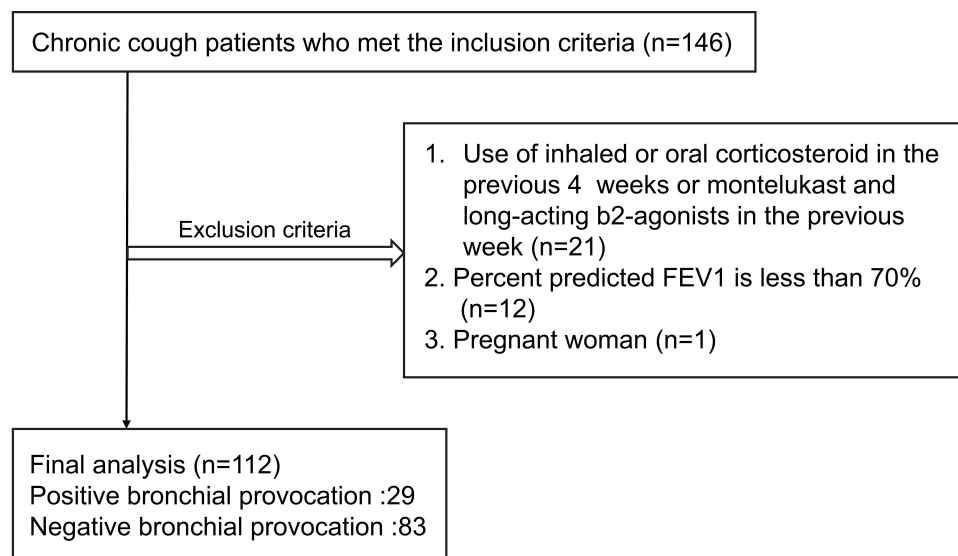 Chronic cough patients who met the inclusion criteria (n=146)
Exclusion criteria
1. Use of inhaled or oral corticosteroid in the
previous 4 weeks or montelukast and
long-acting b2-agonists in the previous
week (n=21)
2. Percent predicted FEV1 is less than 70%
(n=12)
3. Pregnant woman (n=1)
Final analysis (n=112)
Positive bronchial provocation :29
Negative bronchial provocation :83